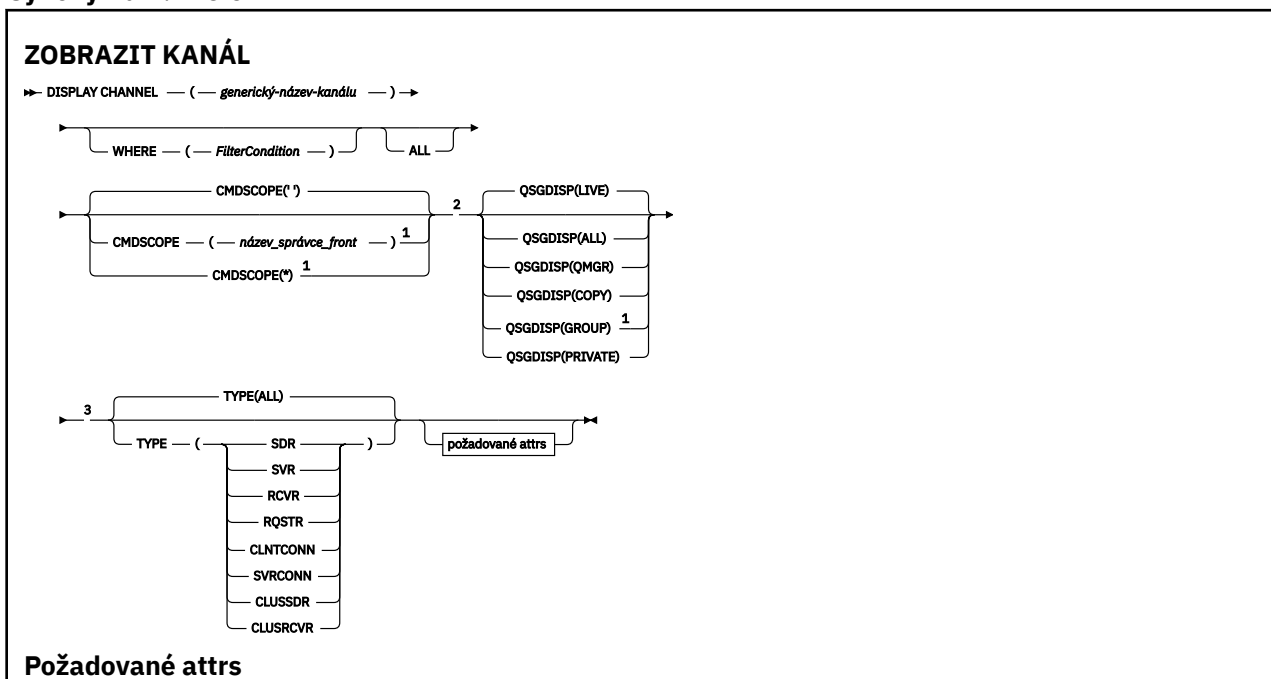 ZOBRAZIT KANÁL
DISPLAY CHANNEL ( generický-název-kanálu )
WHERE ( FilterCondition ) ALL
CMDSCOPE(' ')
CMDSCOPE ( název_správce_front ) 1
CMDSCOPE(*) 1
2
QSGDISP(LIVE)
QSGDISP(ALL)
QSGDISP(QMGR)
QSGDISP(COPY)
QSGDISP(GROUP) 1
QSGDISP(PRIVATE)
3
TYPE(ALL)
TYPE ( SDR )
SVR
RCVR
RQSTR
CLNTCONN
SVRCONN
CLUSSDR
CLUSRCVR
požadované attrs
Požadované attrs